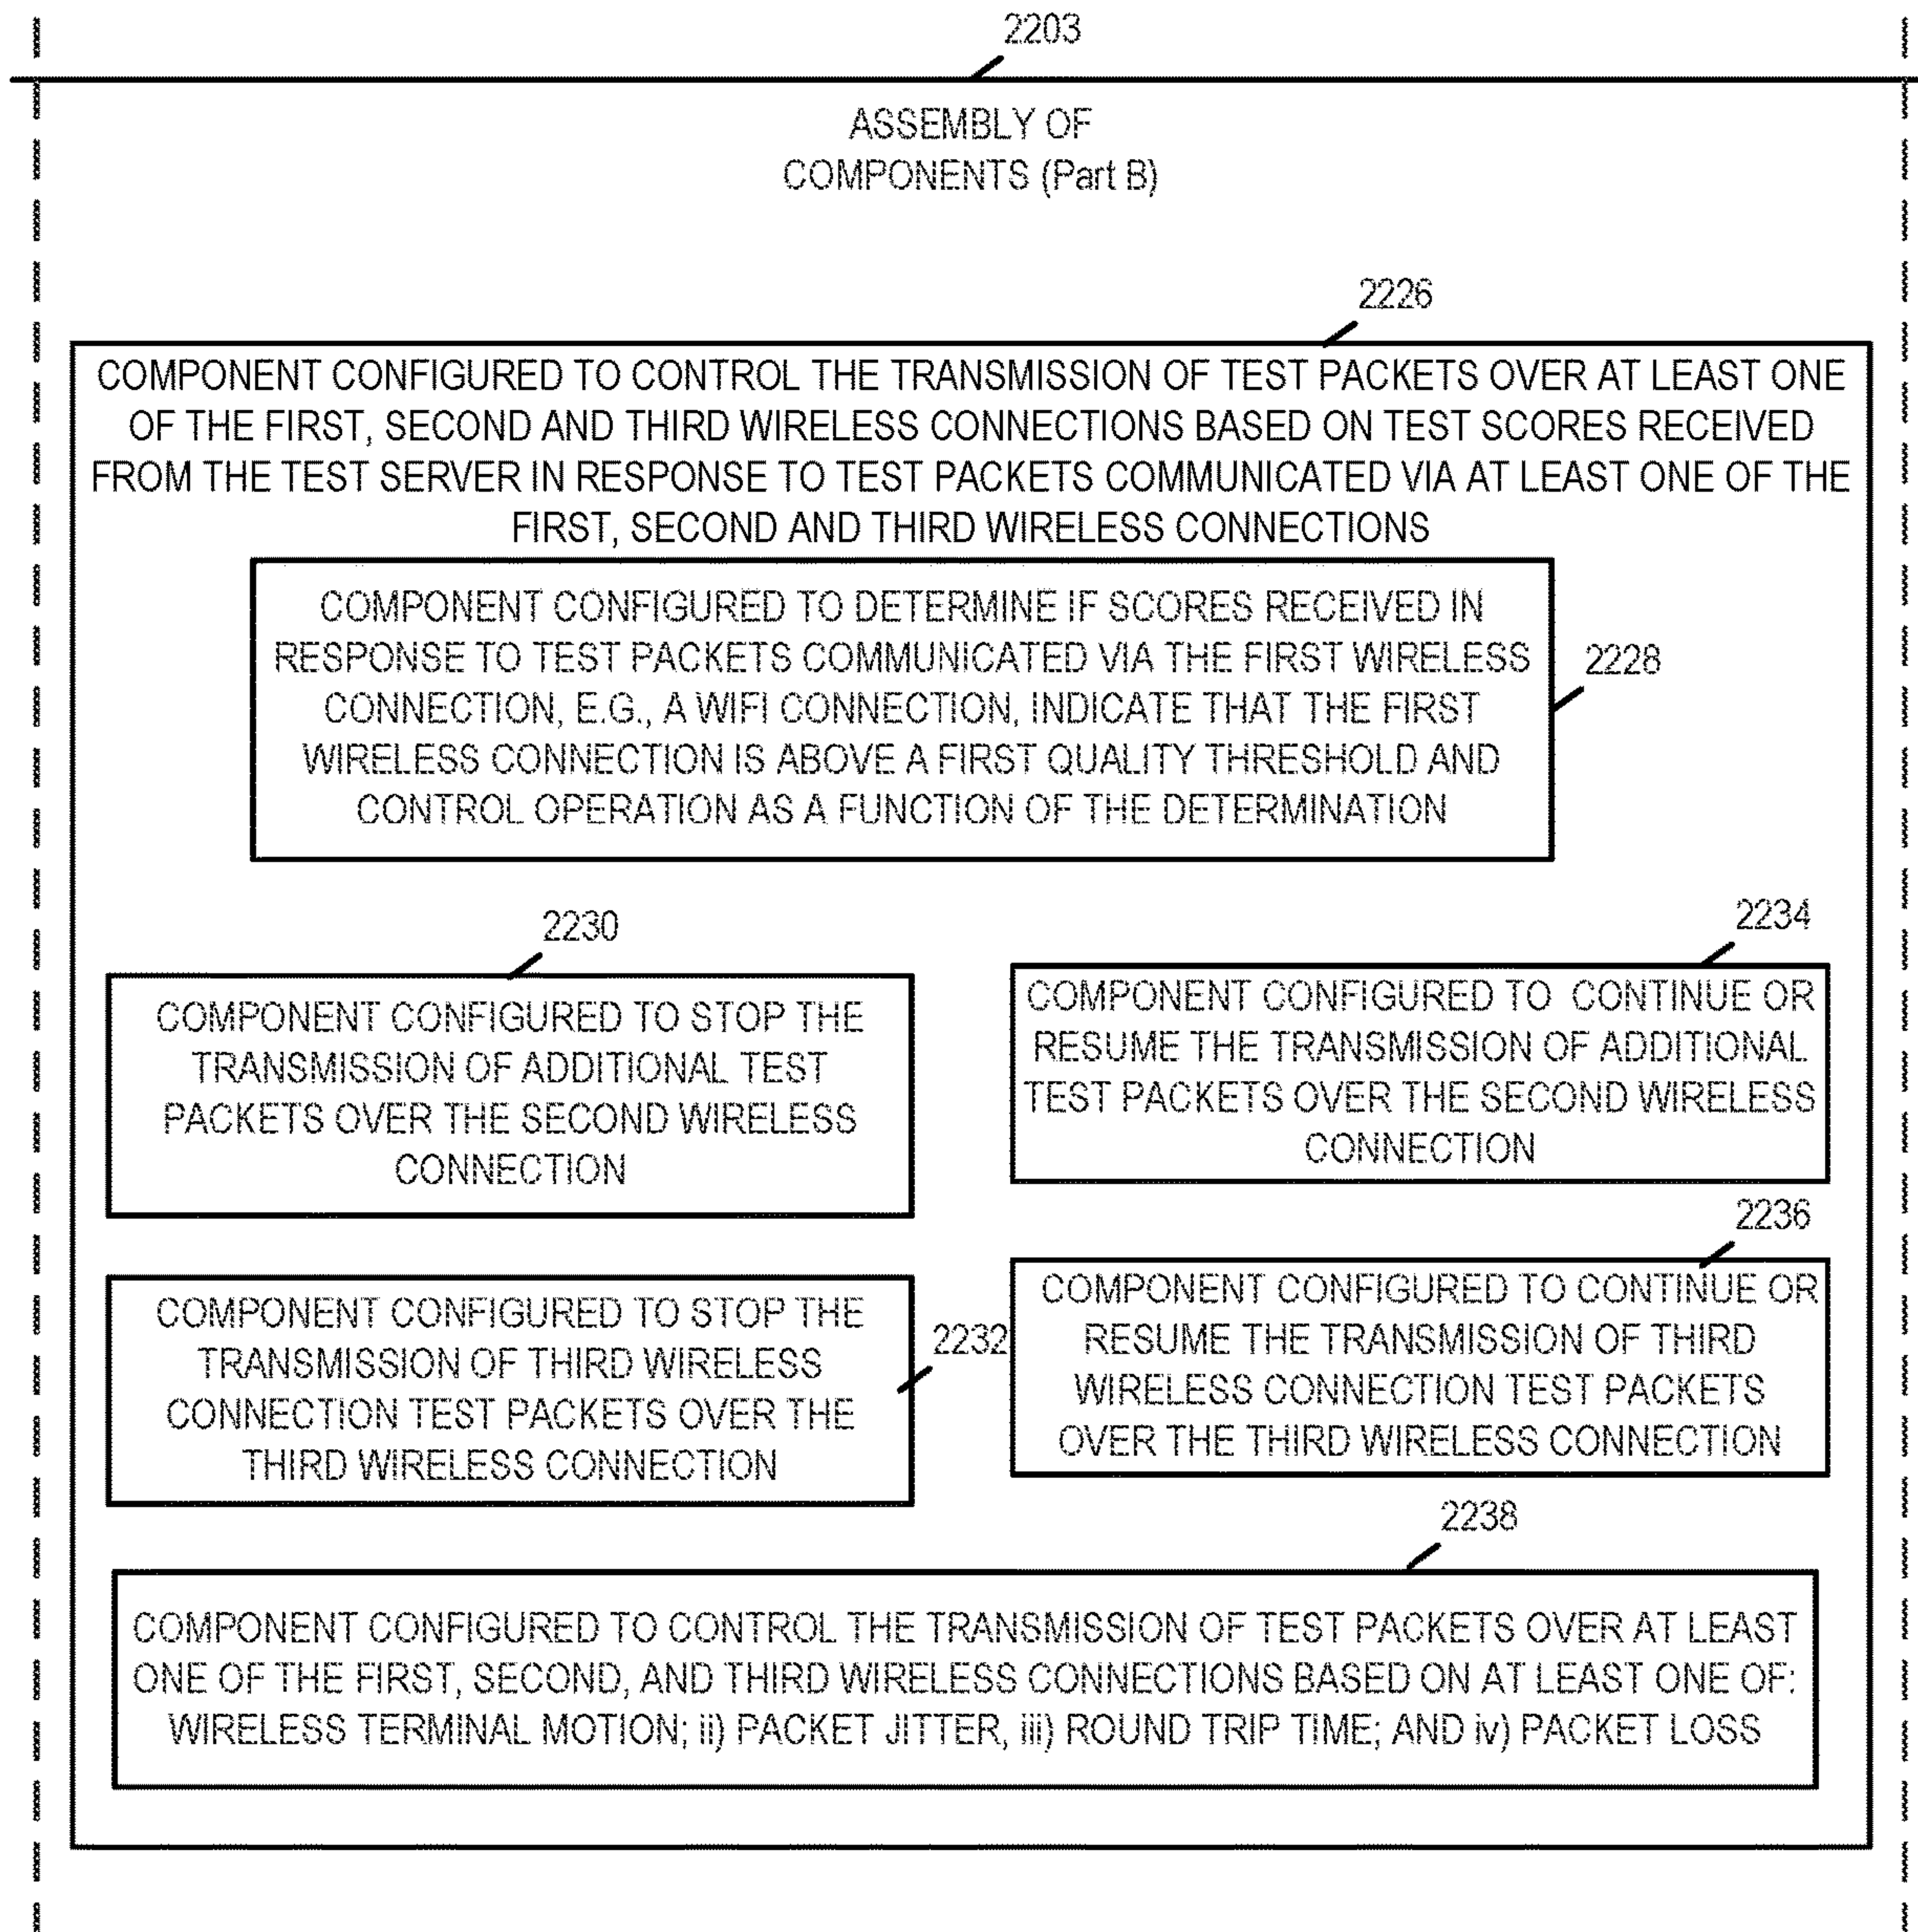 2203
ASSEMBLY OF
COMPONENTS (Part B)
2226
COMPONENT CONFIGURED TO CONTROL THE TRANSMISSION OF TEST PACKETS OVER AT LEAST ONE
OF THE FIRST, SECOND AND THIRD WIRELESS CONNECTIONS BASED ON TEST SCORES RECEIVED
FROM THE TEST SERVER IN RESPONSE TO TEST PACKETS COMMUNICATED VIA AT LEAST ONE OF THE
FIRST, SECOND AND THIRD WIRELESS CONNECTIONS
COMPONENT CONFIGURED TO DETERMINE IF SCORES RECEIVED IN
RESPONSE TO TEST PACKETS COMMUNICATED VIA THE FIRST WIRELESS
CONNECTION, E.G., A WIFI CONNECTION, INDICATE THAT THE FIRST
WIRELESS CONNECTION IS ABOVE A FIRST QUALITY THRESHOLD AND
CONTROL OPERATION AS A FUNCTION OF THE DETERMINATION
2228
2230
COMPONENT CONFIGURED TO STOP THE
TRANSMISSION OF ADDITIONAL TEST
PACKETS OVER THE SECOND WIRELESS
CONNECTION
2234
COMPONENT CONFIGURED TO CONTINUE OR
RESUME THE TRANSMISSION OF ADDITIONAL
TEST PACKETS OVER THE SECOND WIRELESS
CONNECTION
COMPONENT CONFIGURED TO STOP THE
TRANSMISSION OF THIRD WIRELESS
CONNECTION TEST PACKETS OVER THE
THIRD WIRELESS CONNECTION
2232
2236
COMPONENT CONFIGURED TO CONTINUE OR
RESUME THE TRANSMISSION OF THIRD
WIRELESS CONNECTION TEST PACKETS
OVER THE THIRD WIRELESS CONNECTION
2238
COMPONENT CONFIGURED TO CONTROL THE TRANSMISSION OF TEST PACKETS OVER AT LEAST
ONE OF THE FIRST, SECOND, AND THIRD WIRELESS CONNECTIONS BASED ON AT LEAST ONE OF:
WIRELESS TERMINAL MOTION; ii) PACKET JITTER, iii) ROUND TRIP TIME; AND iv) PACKET LOSS